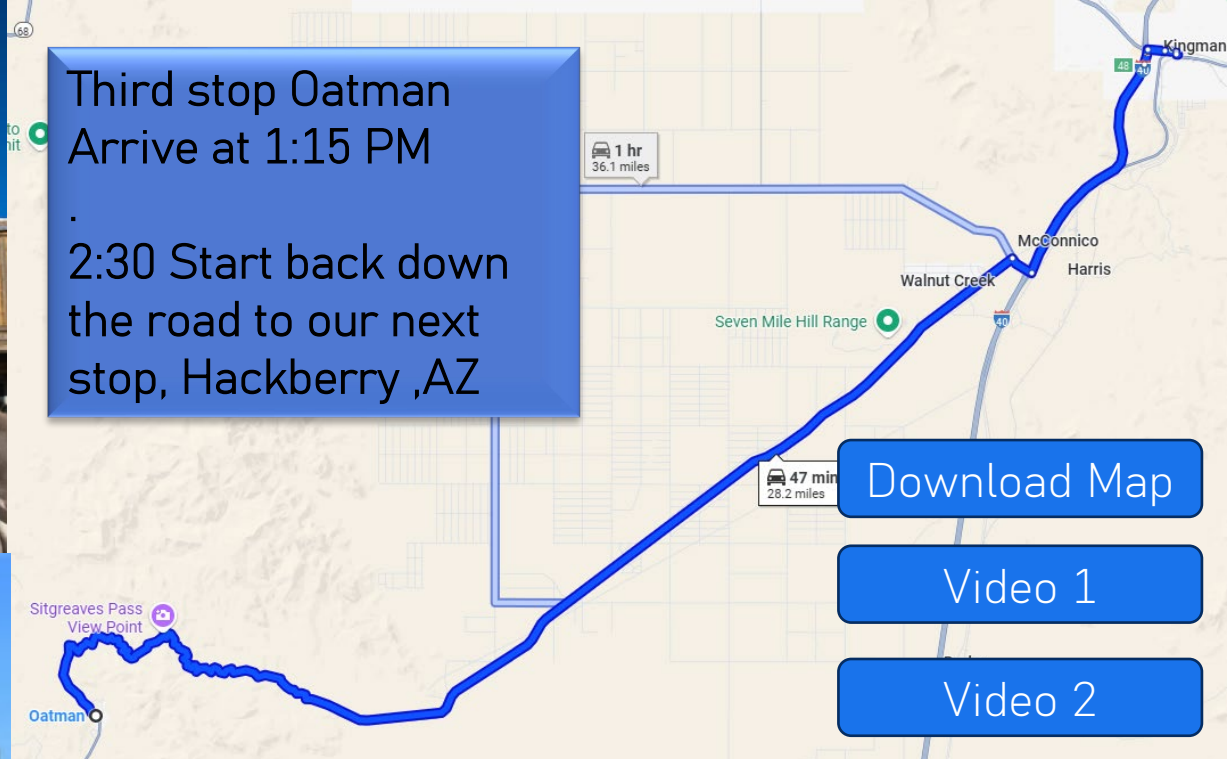 68
Kingman
48
40
Third stop Oatman
Arrive at 1:15 PM
.
2:30 Start back down
the road to our next
stop, Hackberry ,AZ
to
1 hr
36.1 miles
McConnico
Harris
Walnut Creek
Seven Mile Hill Range
40
47 min
28.2 miles
Download Map
Video 1
Video 2
Sitgreaves Pass
View Point
Oatman